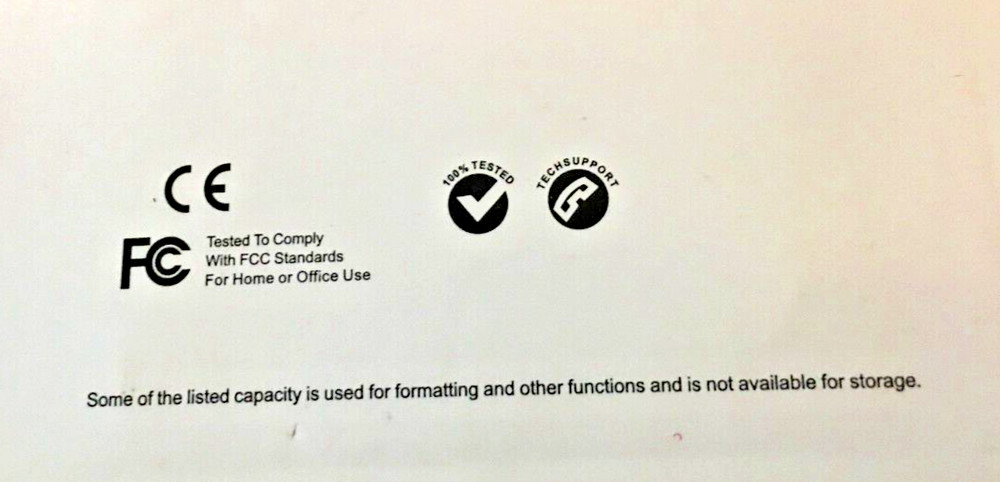 CE
100% TESTED
TECHSUPPORT
FC
Tested To Comply
With FCC Standards
For Home or Office Use
Some of the listed capacity is used for formatting and other functions and is not available for storage.